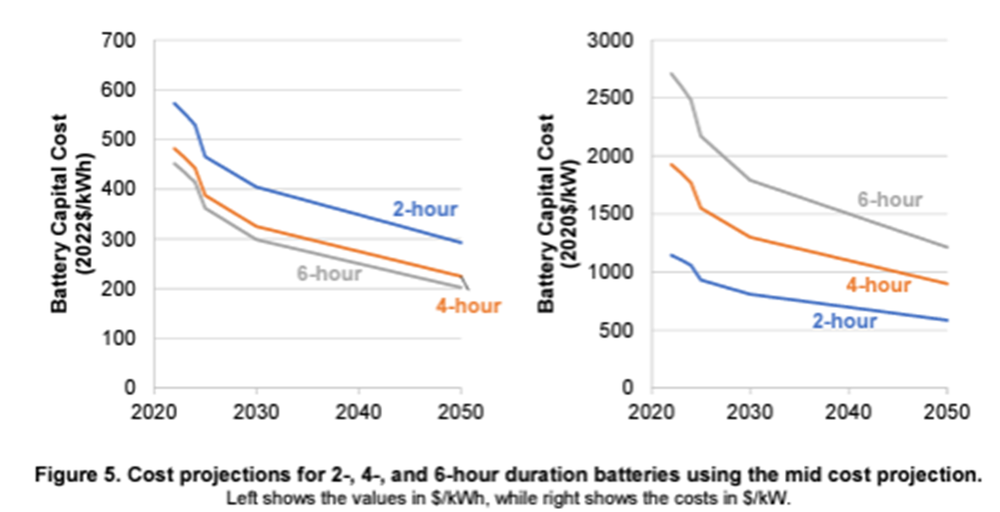 700
600
500
400
300
200
100
0
2020 2030 2040 2050
Battery Capital Cost
(2022$/kWh)
2-hour
6-hour
4-hour
3000
2500
2000
1500
1000
500
0
2020 2030 2040 2050
Battery Capital Cost
(2020$/kW)
6-hour
4-hour
2-hour
Figure 5. Cost projections for 2-, 4-, and 6-hour duration batteries using the mid cost projection.
Left shows the values in $/kWh, while right shows the costs in $/kW.